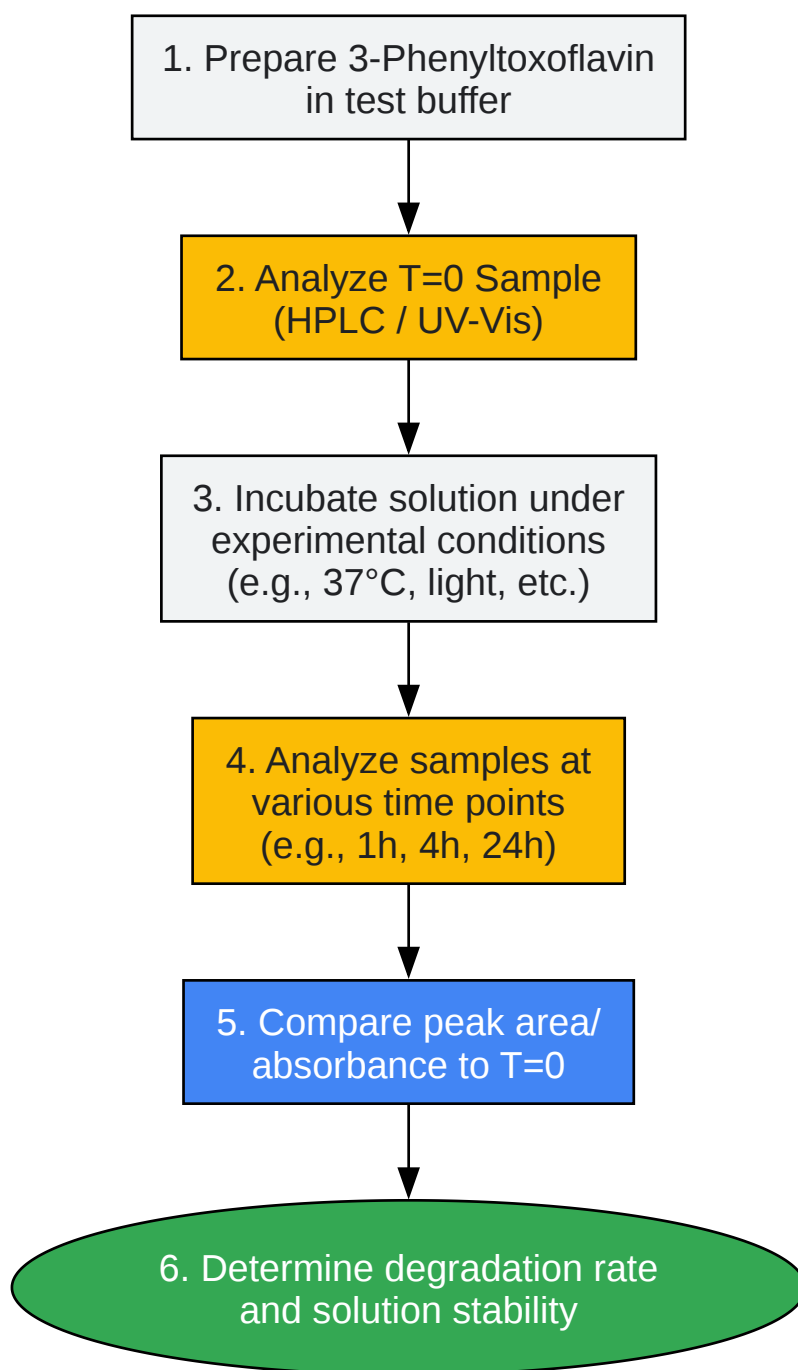 1. Prepare 3-Phenyltoxoflavin
in test buffer
2. Analyze T=0 Sample
(HPLC / UV-Vis)
3. Incubate solution under
experimental conditions
(e.g., 37°C, light, etc.)
4. Analyze samples at
various time points
(e.g., 1h, 4h, 24h)
5. Compare peak area/
absorbance to T=0
6. Determine degradation rate
and solution stability